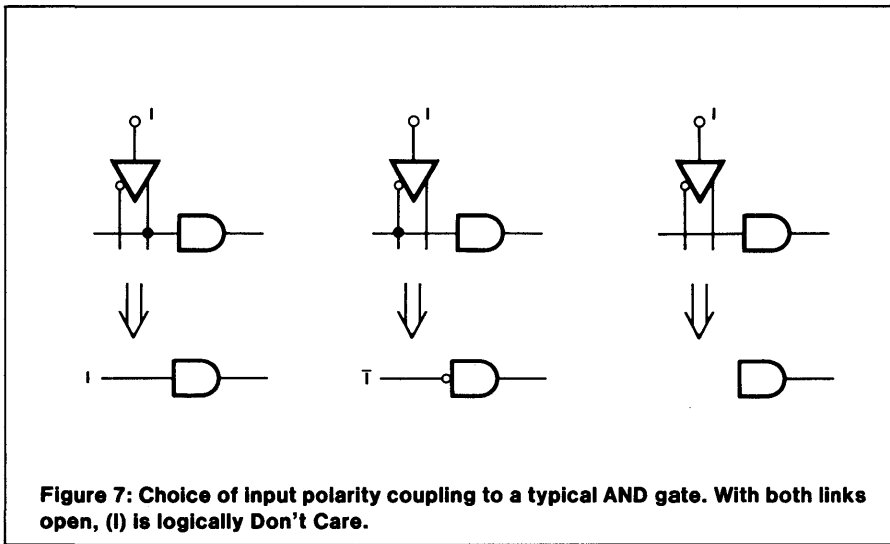 I I I
I Ī
Figure 7: Choice of input polarity coupling to a typical AND gate. With both links
open, (I) is logically Don't Care.